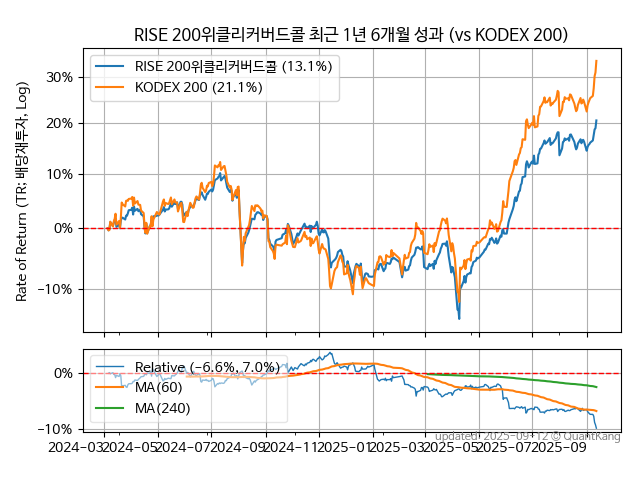 RISE 200위클리커버드콜 최근 1년 6개월 성과 (vs KODEX 200)
Rate of Return (TR: 배당재투자, Log)
RISE 200위클리커버드콜 (13.1%)
KODEX 200 (21.1%)
30%
20%
10%
0%
−10%
Relative (−6.6%, 7.0%)
MA(60)
MA(240)
0%
−10%
2024-03
2024-05
2024-07
2024-09
2024-11
2025-01
2025-03
2025-05
2025-07
2025-09
updated: 2025-09-12 © QuantKang